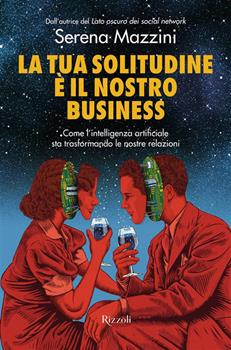 Dall'autrice del Lato oscuro dei social network
Serena Mazzini
LA TUA SOLITUDINE
È IL NOSTRO
BUSINESS
Come l'intelligenza artificiale
sta trasformando le nostre relazioni
Rizzoli